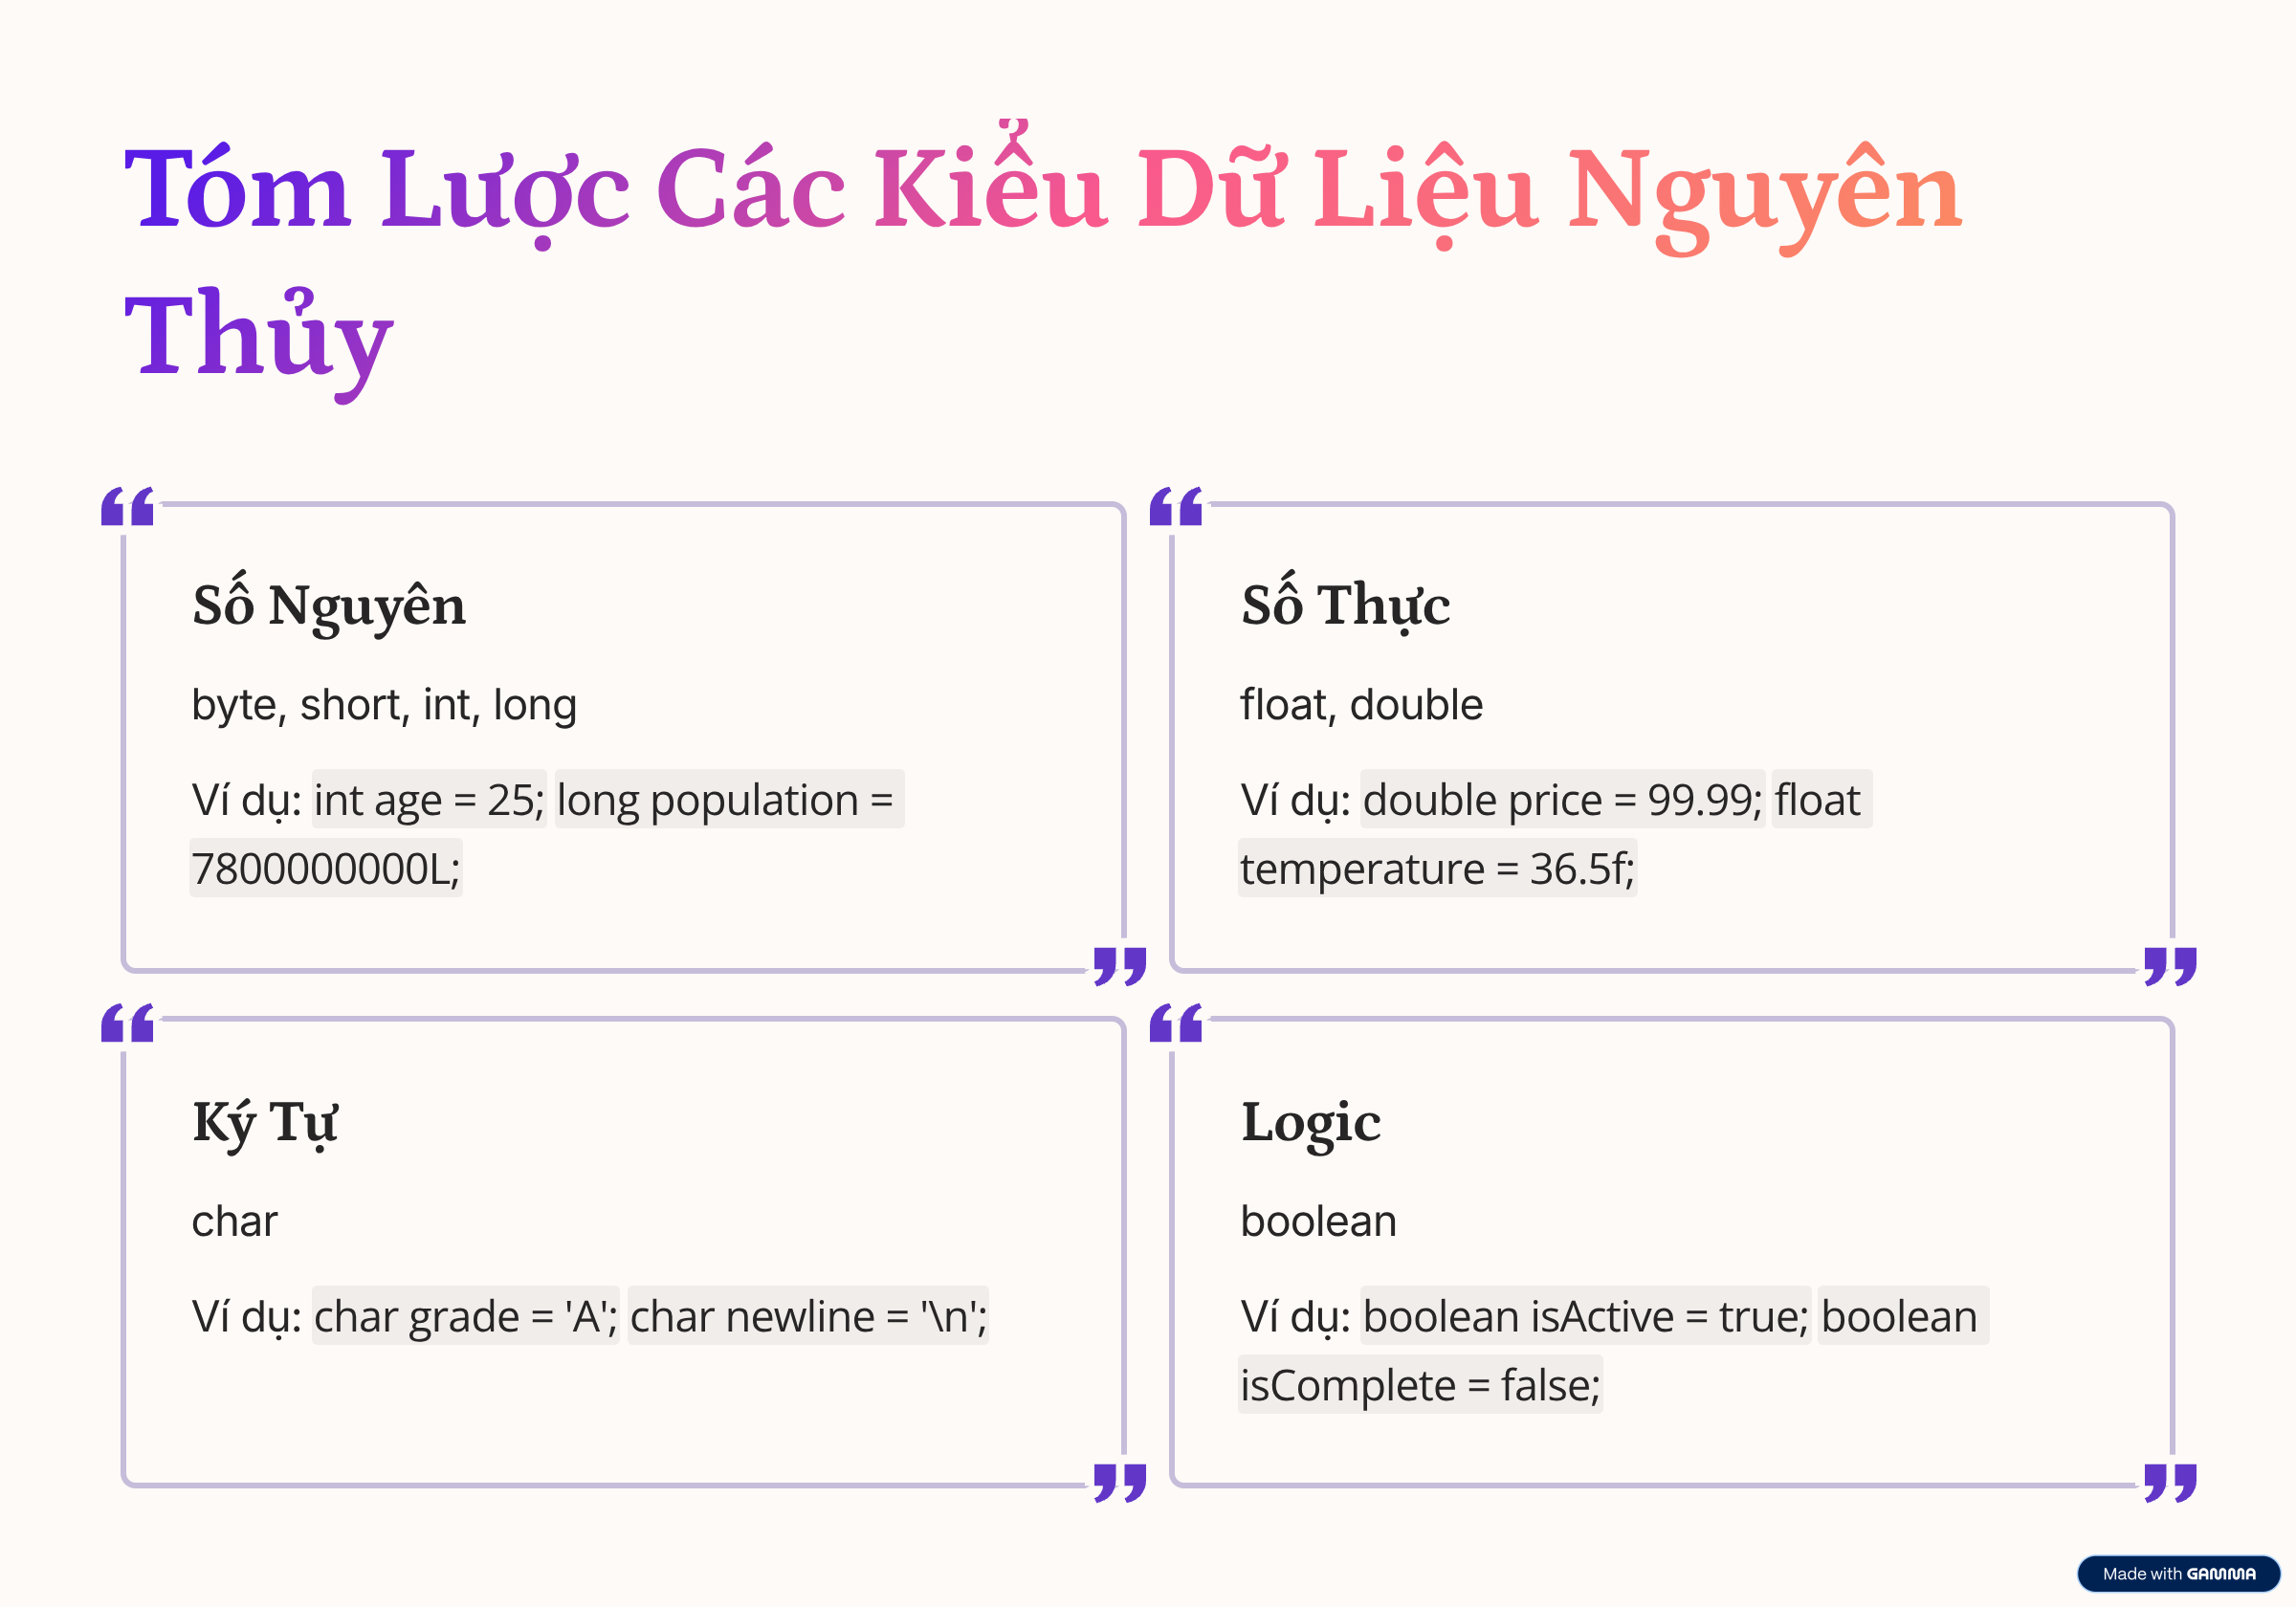 Tóm Lược Các Kiểu Dữ Liệu Nguyên
Thủy
Số Nguyên
byte, short, int, long
Ví dụ: int age = 25; long population =
7800000000L;
Số Thực
float, double
Ví dụ: double price = 99.99; float
temperature = 36.5f;
Ký Tự
char
Ví dụ: char grade = 'A'; char newline = '\n';
Logic
boolean
Ví dụ: boolean isActive = true; boolean
isComplete = false;
Made with GAMMA